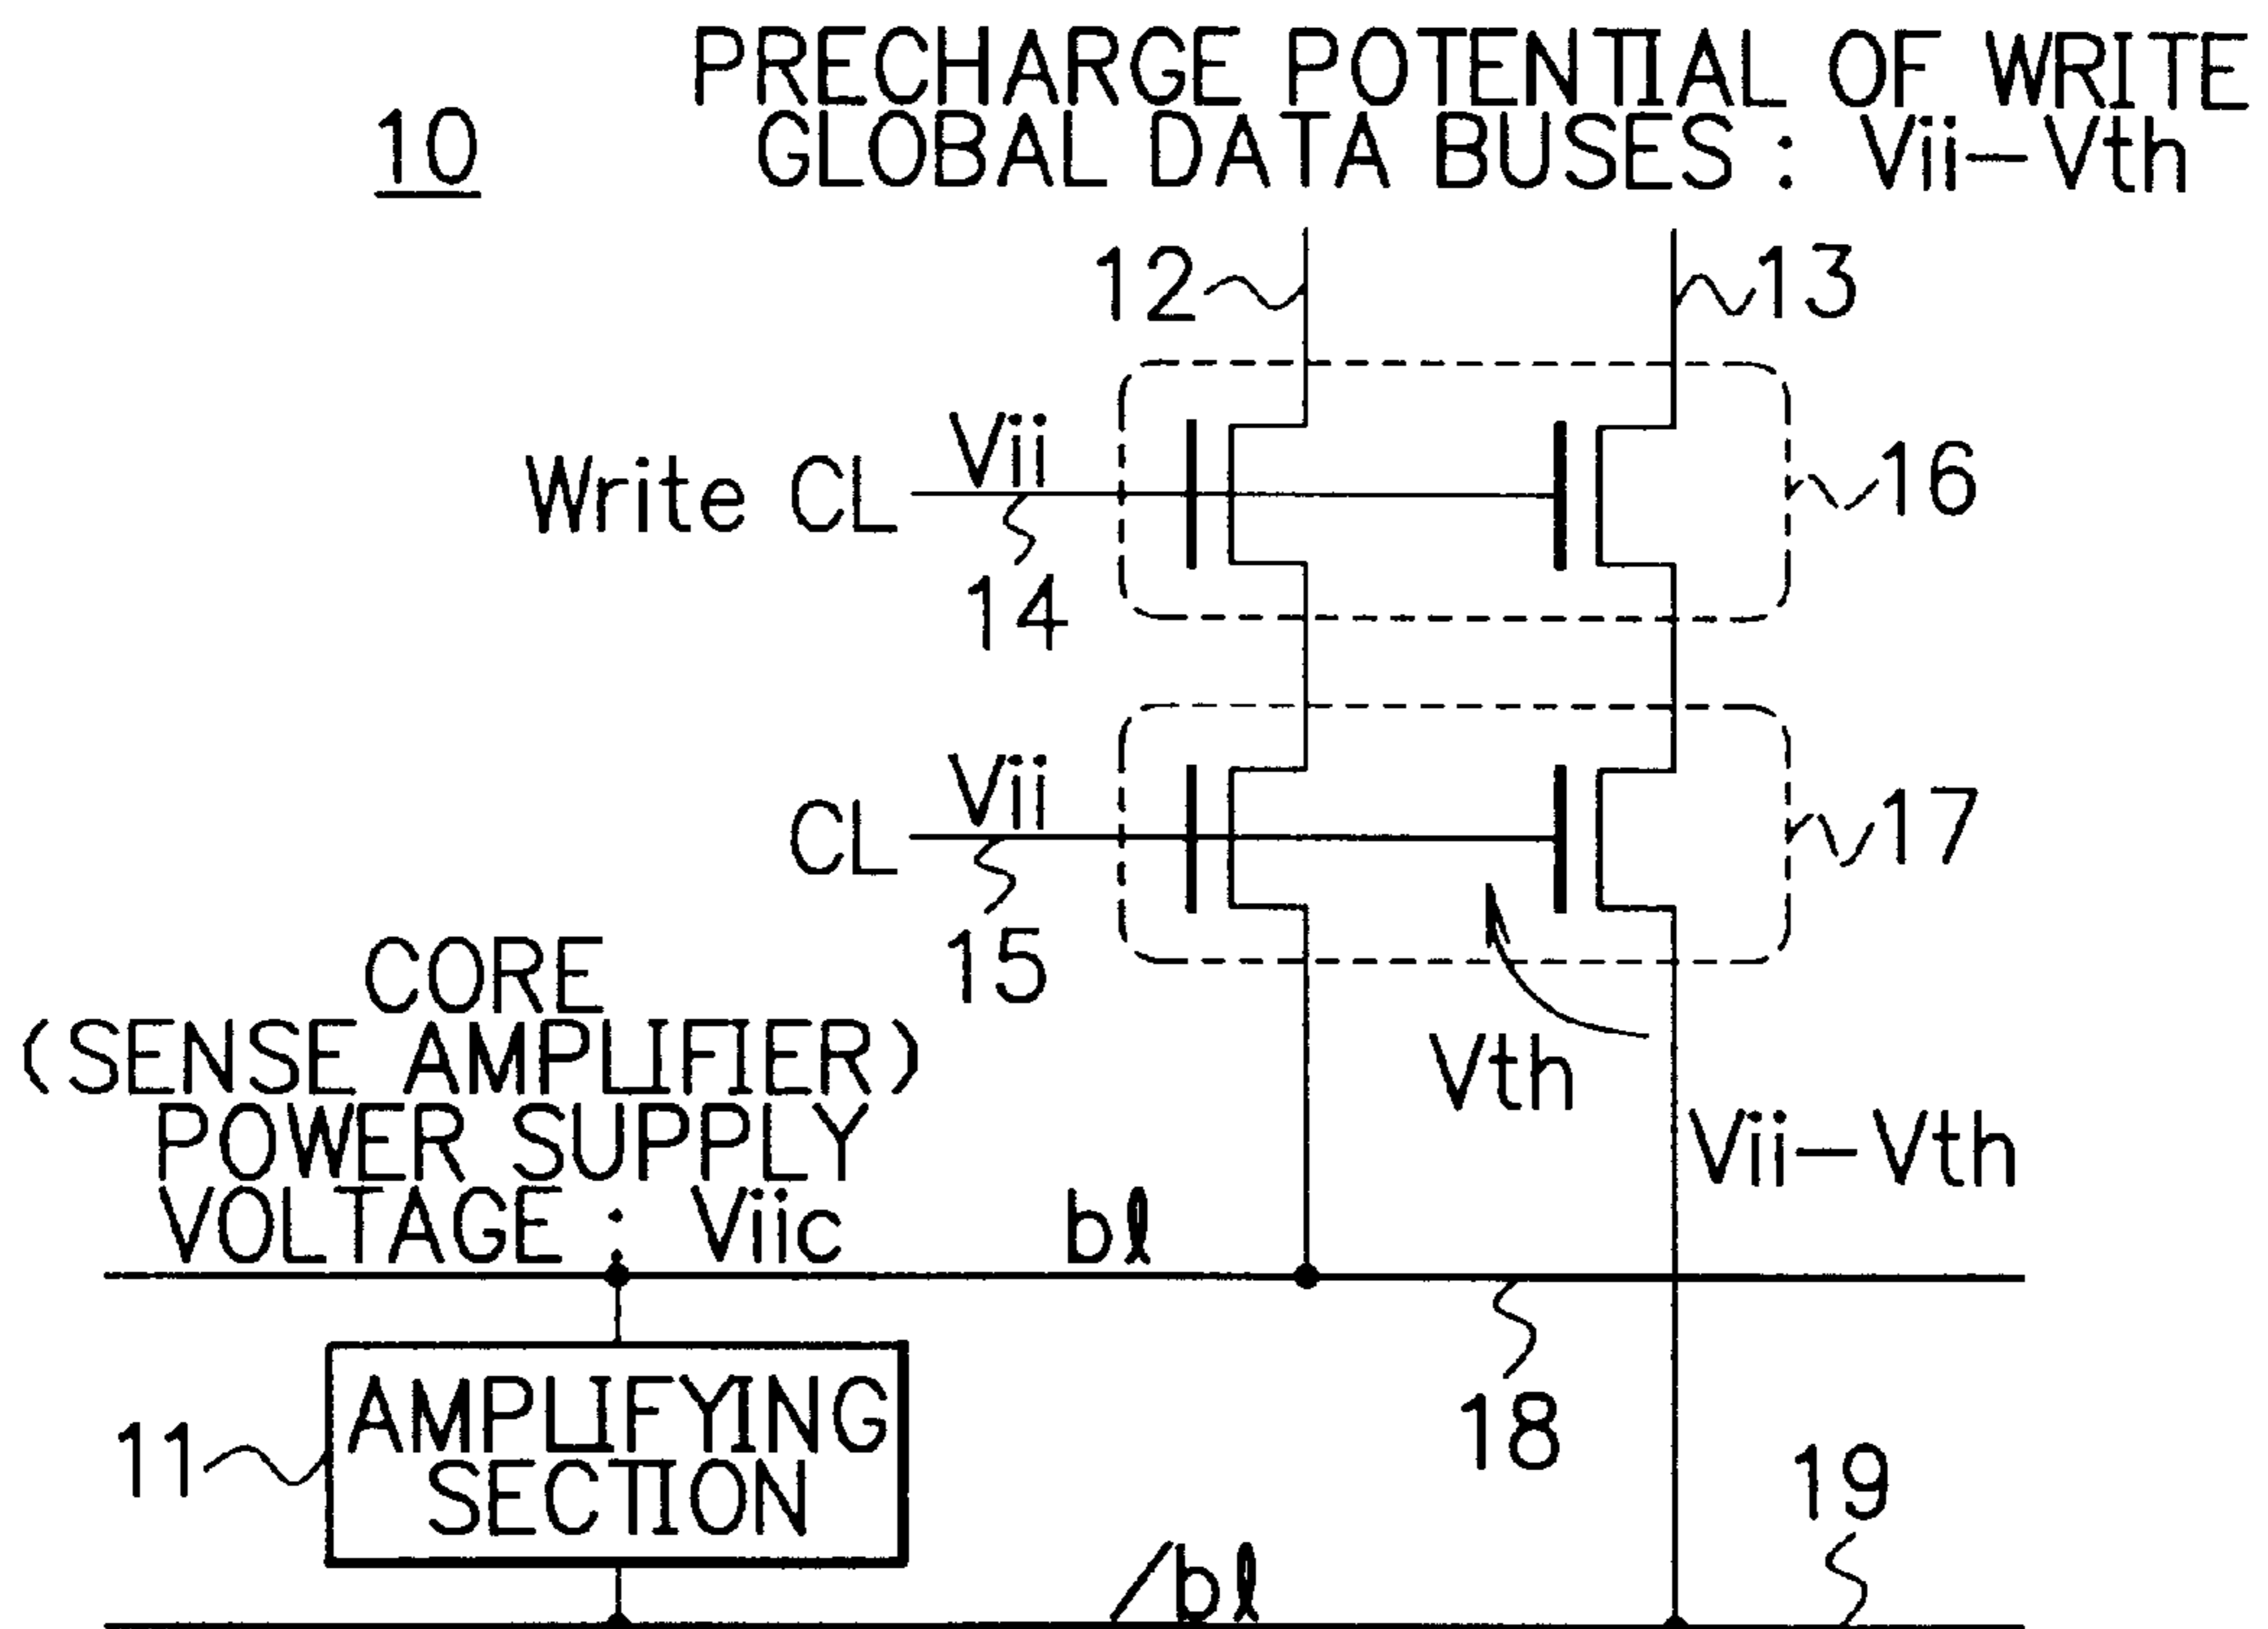 PRECHARGE POTENTIAL OF WRITE
GLOBAL DATA BUSES : Vii-Vth
10
12
13
Vii
Write CL
14
16
Vii
CL
15
17
Vth
Vii-Vth
CORE
(SENSE AMPLIFIER)
POWER SUPPLY
VOLTAGE : Viic
bℓ
18
11
AMPLIFYING
SECTION
19
/bℓ